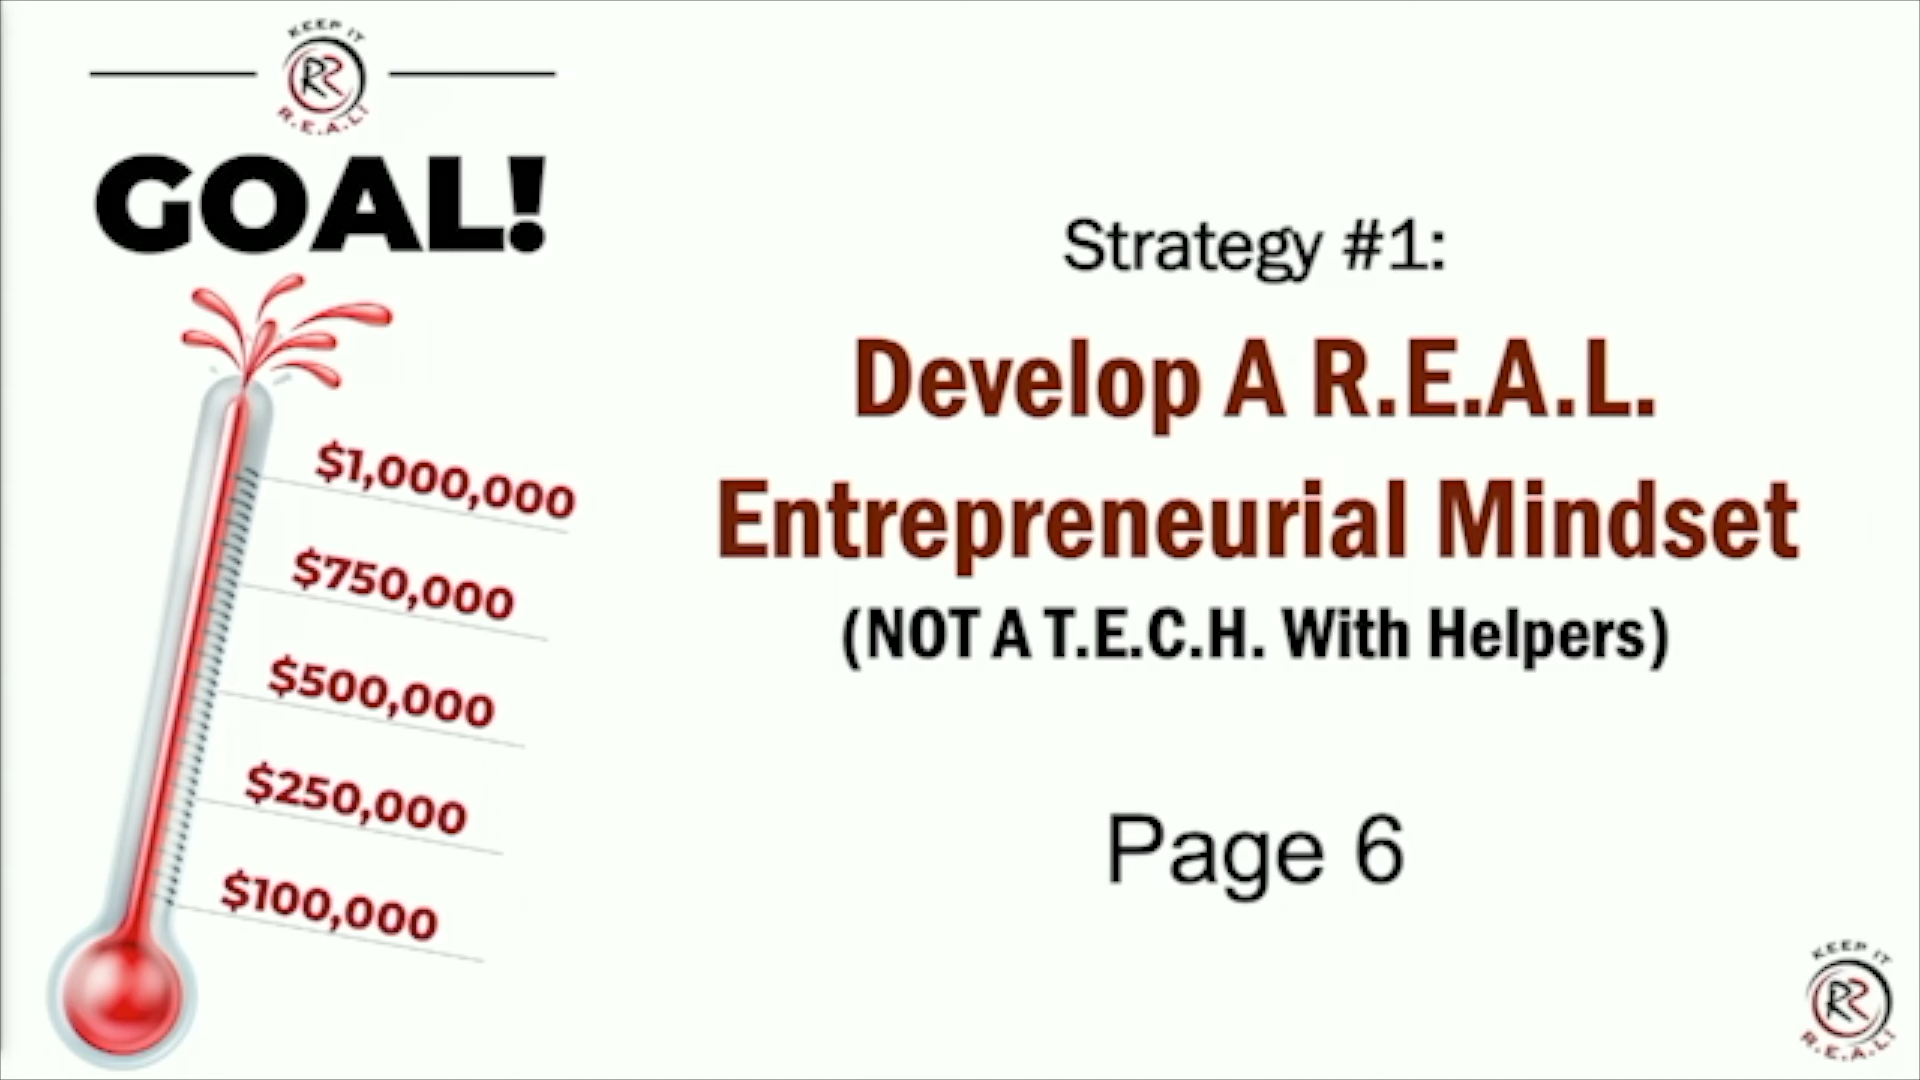 KEEP IT
R.E.A.L!
GOAL!
$1,000,000
$750,000
$500,000
$250,000
$100,000
Strategy #1:
Develop A R.E.A.L.
Entrepreneurial Mindset
(NOT A T.E.C.H. With Helpers)
Page 6
KEEP IT
R.E.A.L!